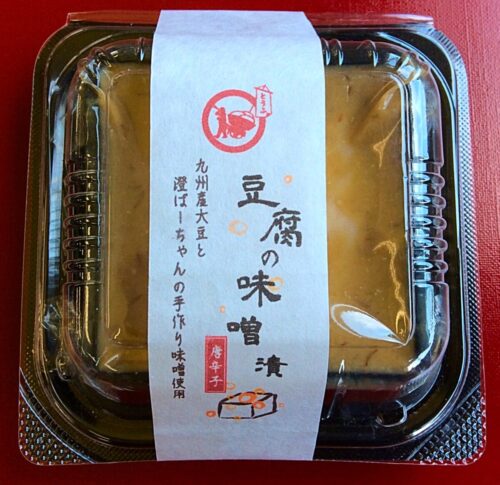 とうふ
豆腐の味噌漬
唐辛子
九州産大豆と
澄ばーちゃんの手作り味噌使用